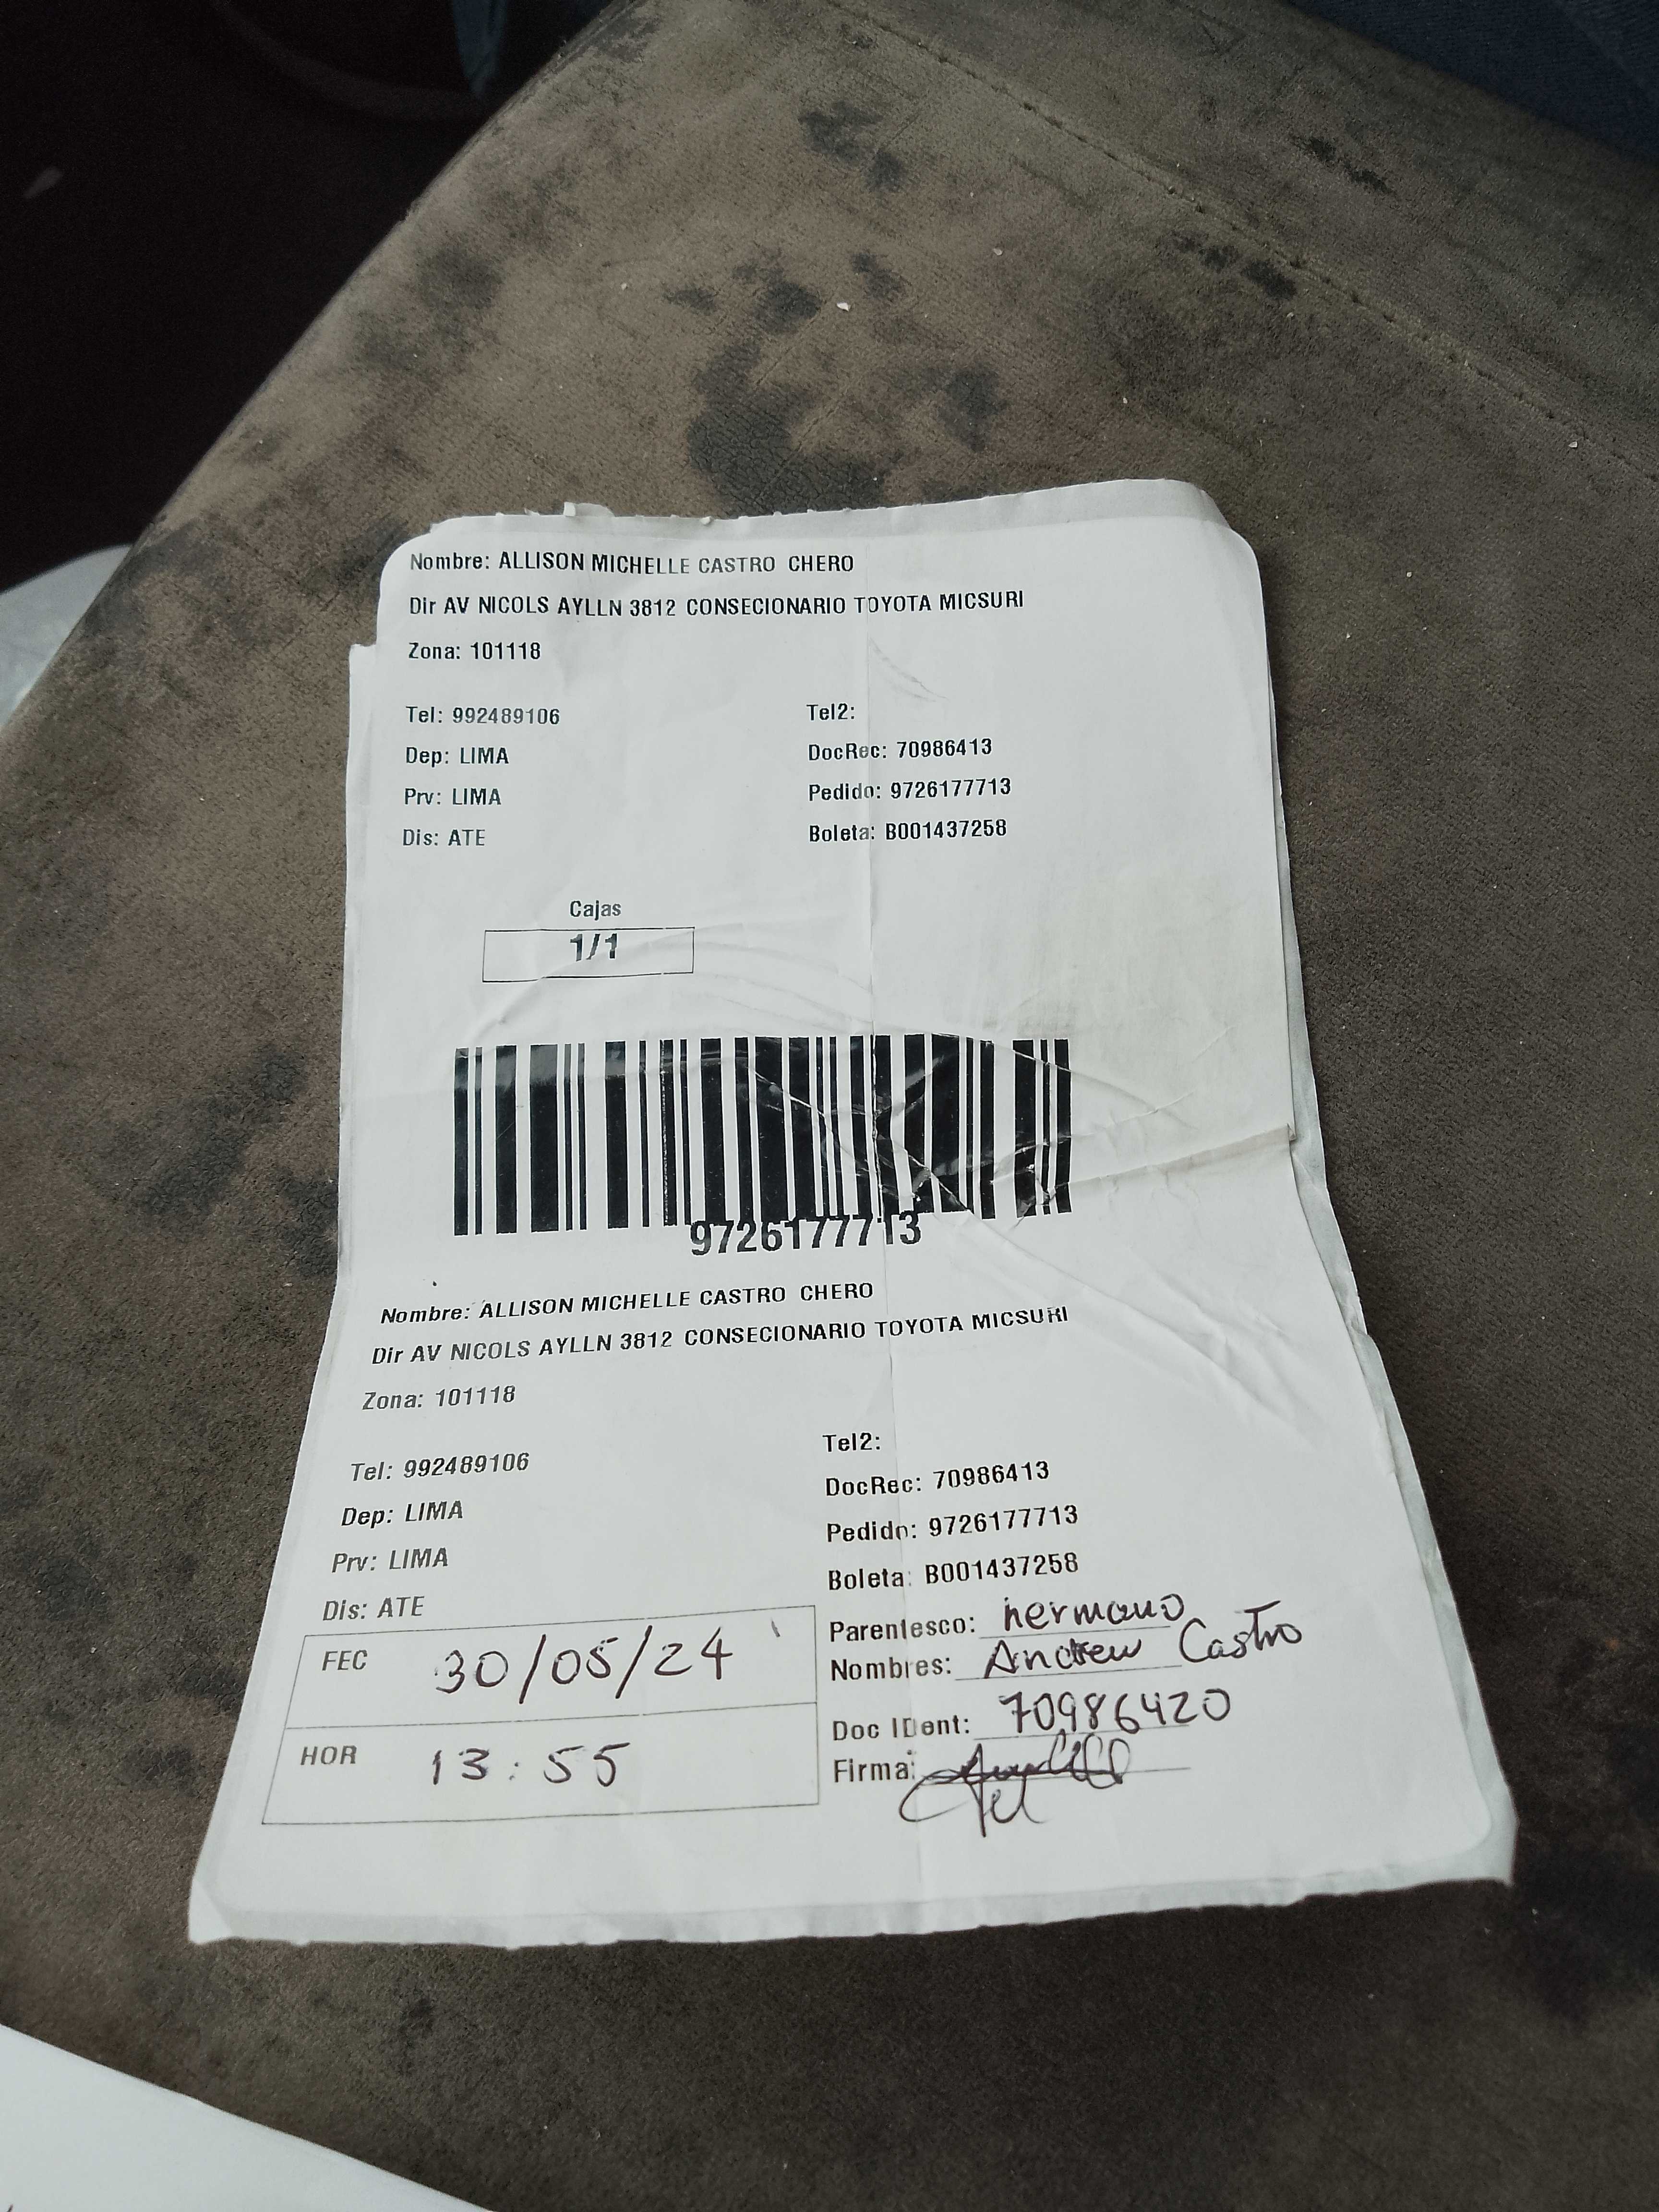 Nombre: ALLISON MICHELLE CASTRO CHERO
Dir AV NICOLS AYLLN 3812 CONSECIONARIO TOYOTA MICSURI
Zona: 101118
Tel: 992489106 Tel2:
Dep: LIMA DocRec: 70986413
Prv: LIMA Pedido: 9726177713
Dis: ATE Boleta: B001437258
Cajas
1/1
9726177713
Nombre: ALLISON MICHELLE CASTRO CHERO
Dir AV NICOLS AYLLN 3812 CONSECIONARIO TOYOTA MICSURI
Zona: 101118
Tel: 992489106 Tel2:
Dep: LIMA DocRec: 70986413
Prv: LIMA Pedido: 9726177713
Dis: ATE Boleta: B001437258
FEC 30/05/24
HOR 13:55
Parentesco: hermano
Nombres: Andrew Castro
Doc IDent: 70986420
Firma: